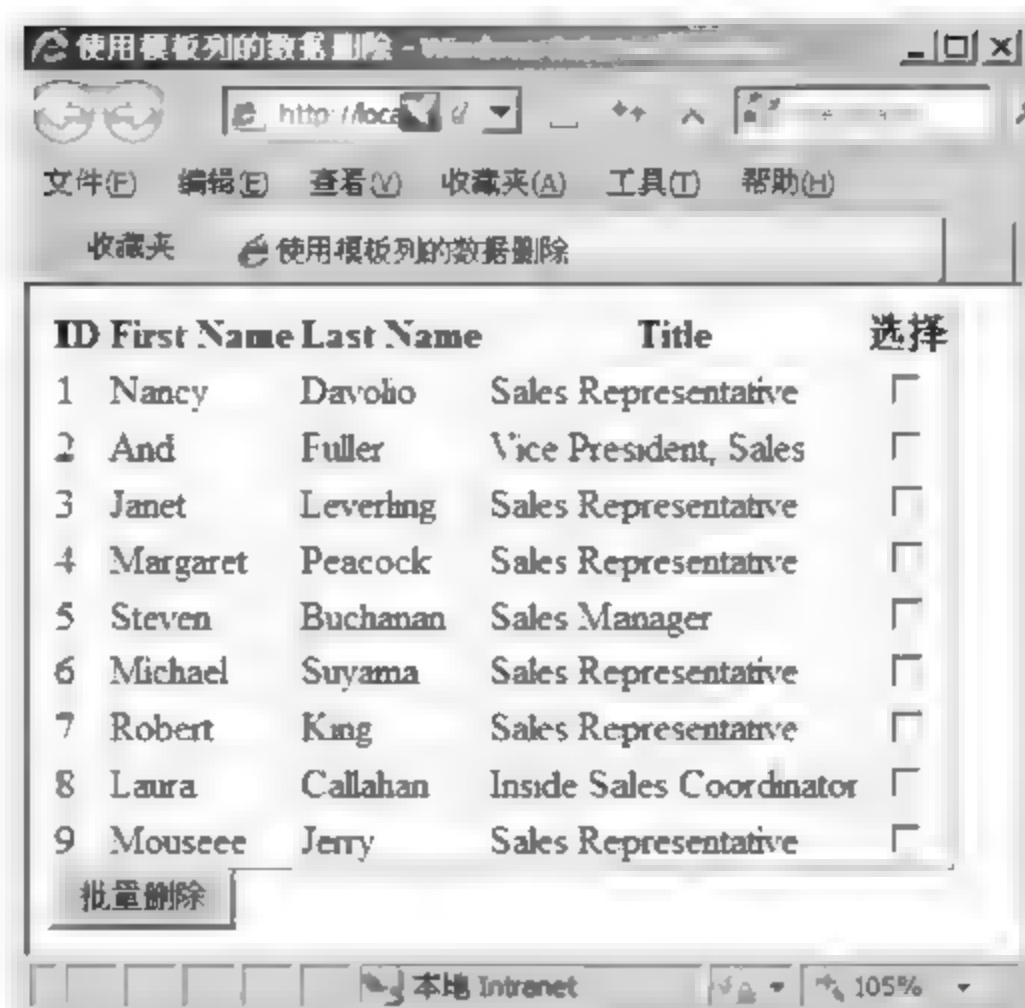 使用模板列的数据删除 -
http://loca
文件(F) 编辑(E) 查看(V) 收藏夹(A) 工具(T) 帮助(H)
收藏夹 使用模板列的数据删除
ID First Name Last Name Title 选择
1 Nancy Davolio Sales Representative
2 And Fuller Vice President, Sales
3 Janet Leverling Sales Representative
4 Margaret Peacock Sales Representative
5 Steven Buchanan Sales Manager
6 Michael Suyama Sales Representative
7 Robert King Sales Representative
8 Laura Callahan Inside Sales Coordinator
9 Mouseee Jerry Sales Representative
批量删除
本地 Intranet 105%